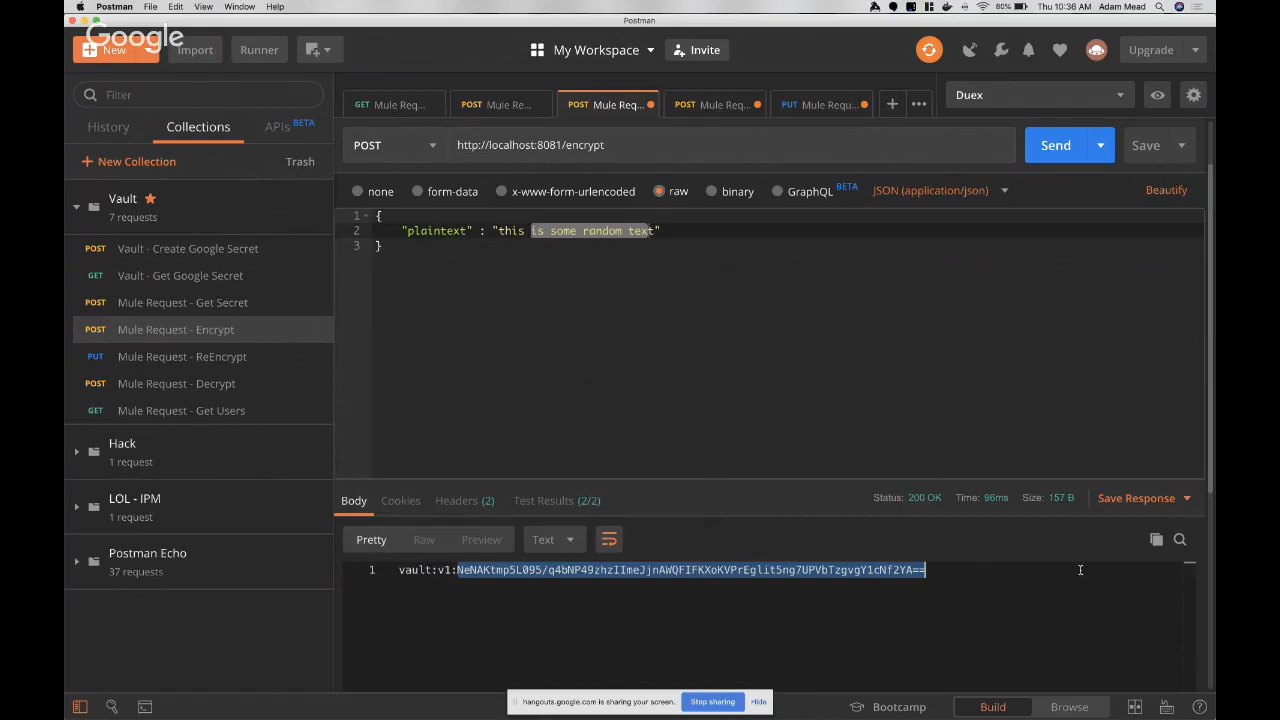 Postman File Edit View Window Help
80% Thu 10:36 AM Adam Mead
Postman
Google
New Import Runner My Workspace Invite Upgrade
Filter
History Collections APIs BETA
New Collection Trash
Vault
7 requests
POST Vault - Create Google Secret
GET Vault - Get Google Secret
POST Mule Request - Get Secret
POST Mule Request - Encrypt
PUT Mule Request - ReEncrypt
POST Mule Request - Decrypt
GET Mule Request - Get Users
Hack
1 request
LOL - IPM
1 request
Postman Echo
37 requests
GET Mule Req... POST Mule Re... POST Mule Req... POST Mule Req... PUT Mule Requ... + ••• Duex
POST http://localhost:8081/encrypt Send Save
none form-data x-www-form-urlencoded raw binary GraphQL BETA JSON (application/json) Beautify
1 {
2 "plaintext" : "this is some random text"
3 }
Body Cookies Headers (2) Test Results (2/2) Status: 200 OK Time: 96ms Size: 157 B Save Response
Pretty Raw Preview Text
1 vault:v1:NeNAKtmp5L095/q4bNP49zhzIImeJjnAWQFIFKXoKVPrEglit5ng7UPVbTzgvgY1cNf2YA==
hangouts.google.com is sharing your screen. Stop sharing Hide
Bootcamp Build Browse